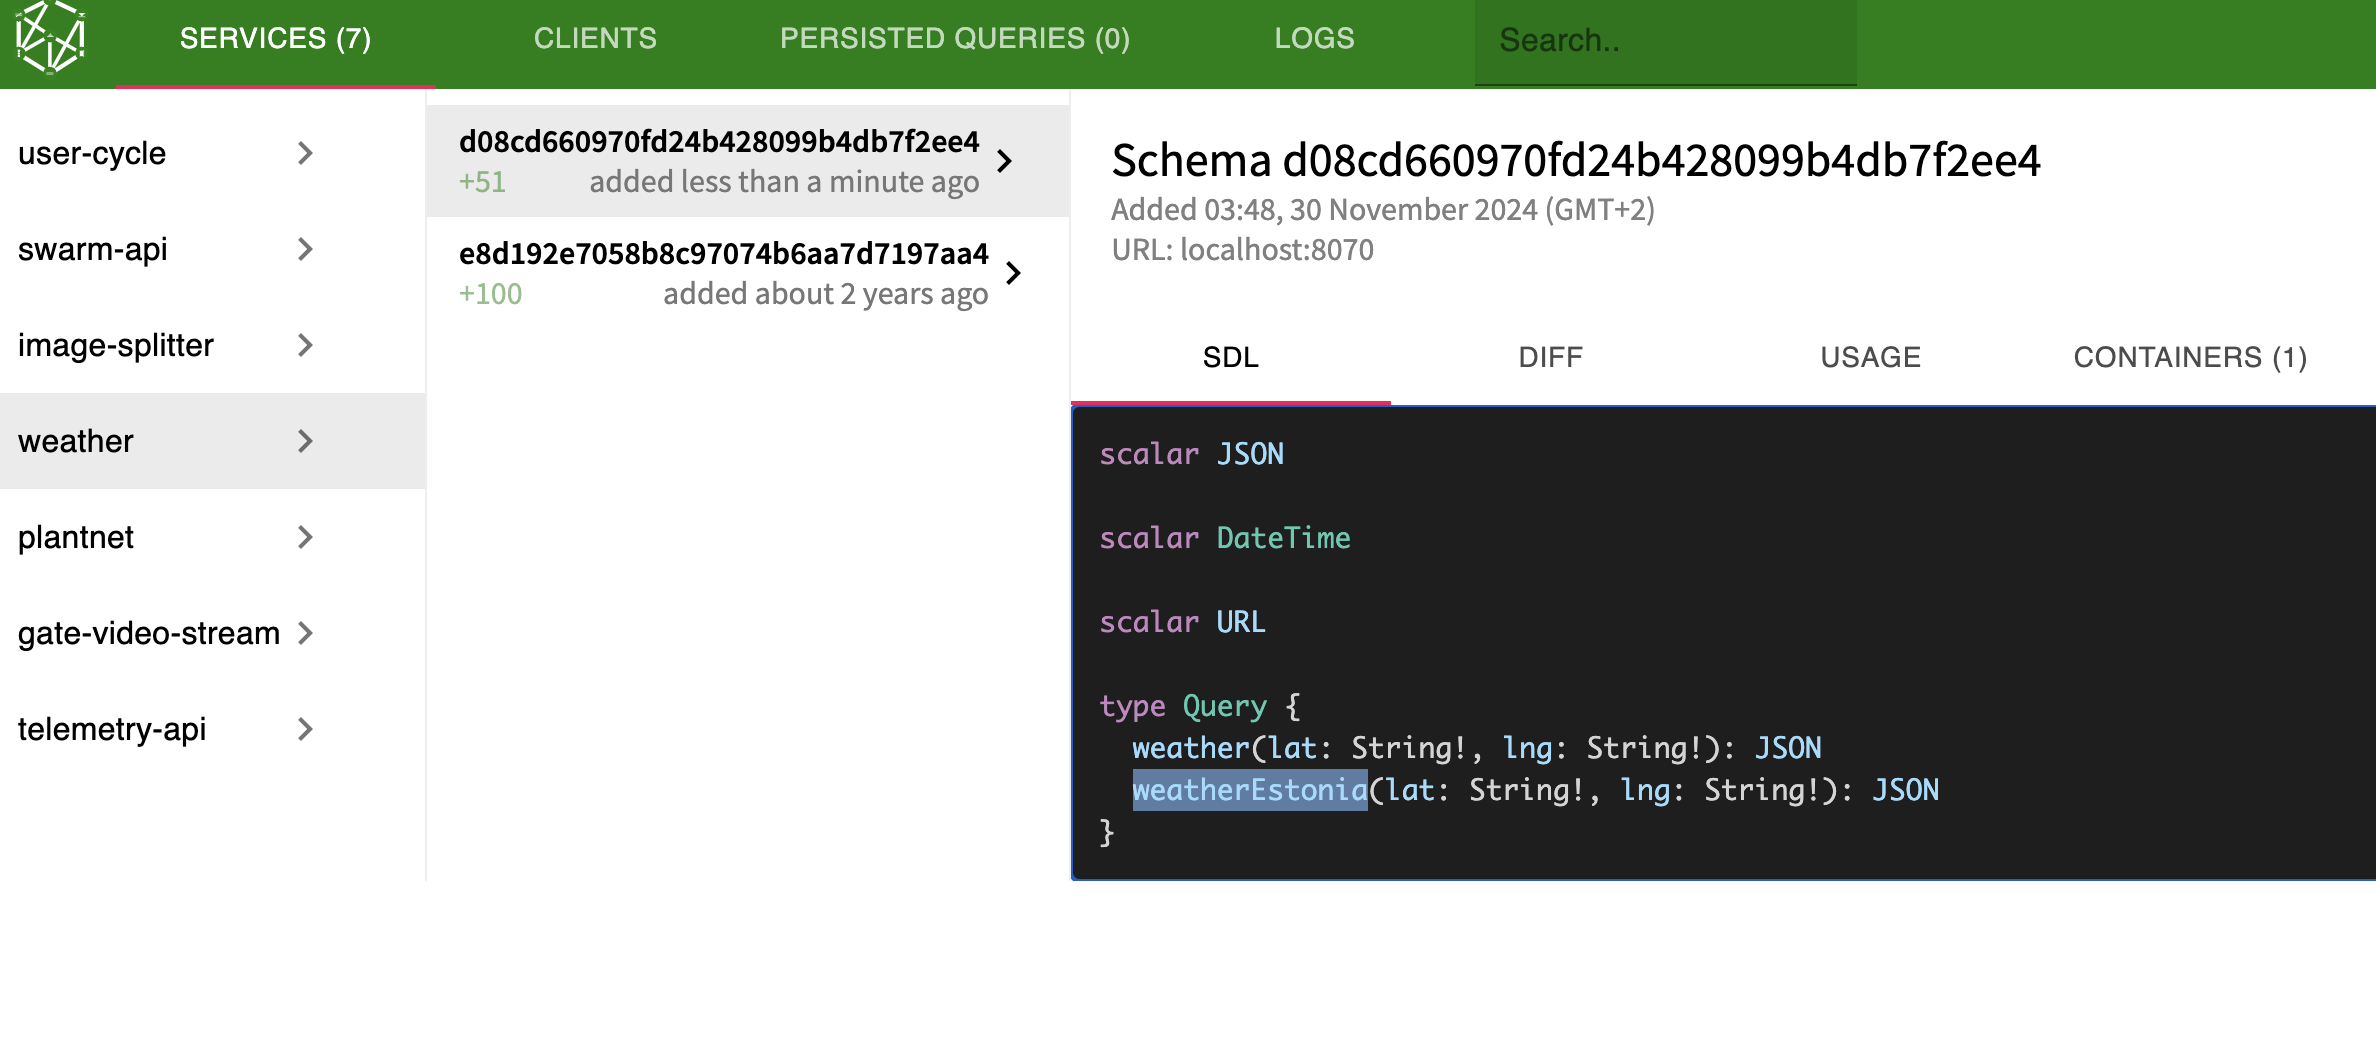 SERVICES (7)
CLIENTS
PERSISTED QUERIES (0)
LOGS
Search..
user-cycle
swarm-api
image-splitter
weather
plantnet
gate-video-stream
telemetry-api
d08cd660970fd24b428099b4db7f2ee4
+51 added less than a minute ago
e8d192e7058b8c97074b6aa7d7197aa4
+100 added about 2 years ago
Schema d08cd660970fd24b428099b4db7f2ee4
Added 03:48, 30 November 2024 (GMT+2)
URL: localhost:8070
SDL
DIFF
USAGE
CONTAINERS (1)
scalar JSON
scalar DateTime
scalar URL
type Query {
weather(lat: String!, lng: String!): JSON
weatherEstonia(lat: String!, lng: String!): JSON
}